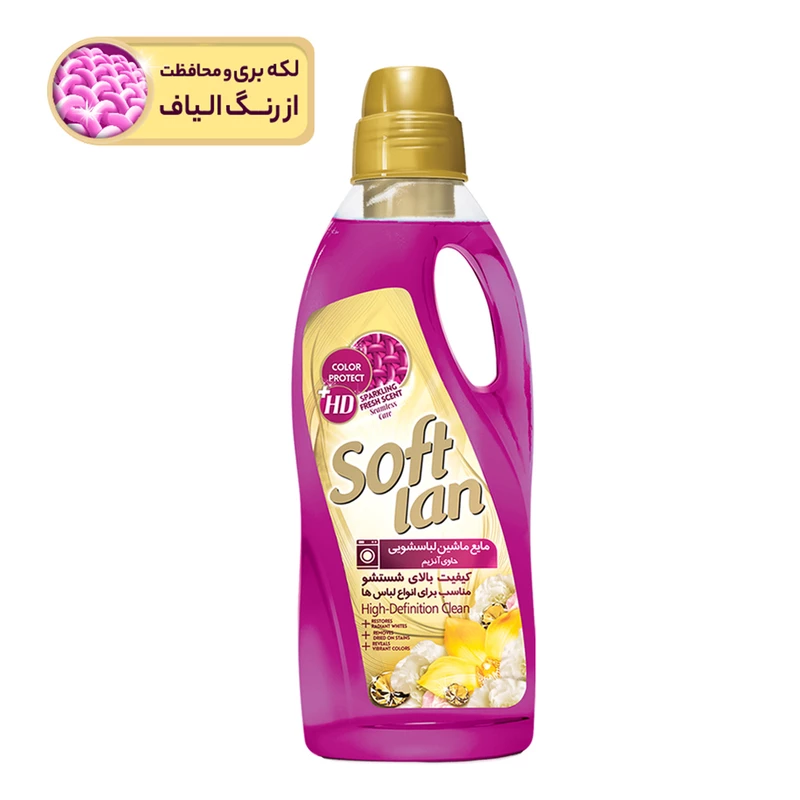 لکه بری و محافظت
از رنگ الیاف
COLOR
PROTECT
+HD
SPARKLING
FRESH SCENT
Seamless
Care
Soft
lan
مایع ماشین لباسشویی
حاوی آنزیم
کیفیت بالای شستشو
مناسب برای انواع لباس ها
High-Definition Clean
+ RESTORES
RADIANT WHITES
+ REMOVES
DRIED ON STAINS
+ REVEALS
VIBRANT COLORS